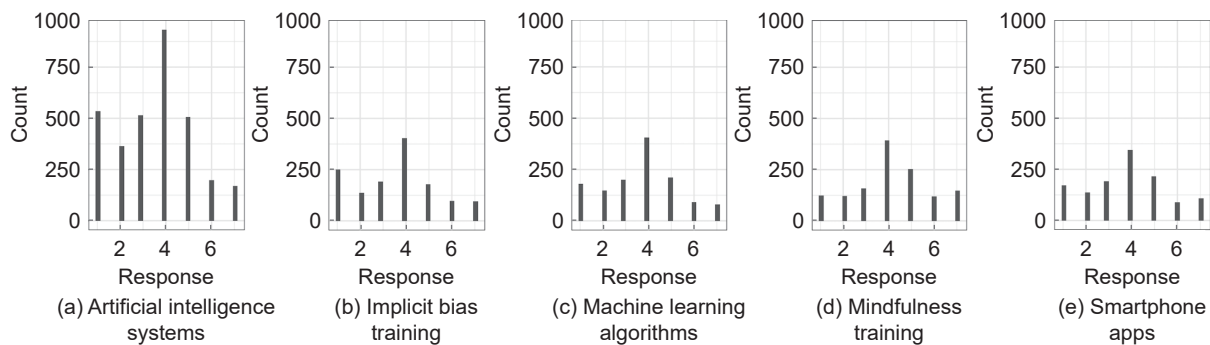 1000
750
500
250
0
Count
2 4 6
Response
(a) Artificial intelligence
systems
1000
750
500
250
0
Count
2 4 6
Response
(b) Implicit bias
training
1000
750
500
250
0
Count
2 4 6
Response
(c) Machine learning
algorithms
1000
750
500
250
0
Count
2 4 6
Response
(d) Mindfulness
training
1000
750
500
250
0
Count
2 4 6
Response
(e) Smartphone
apps